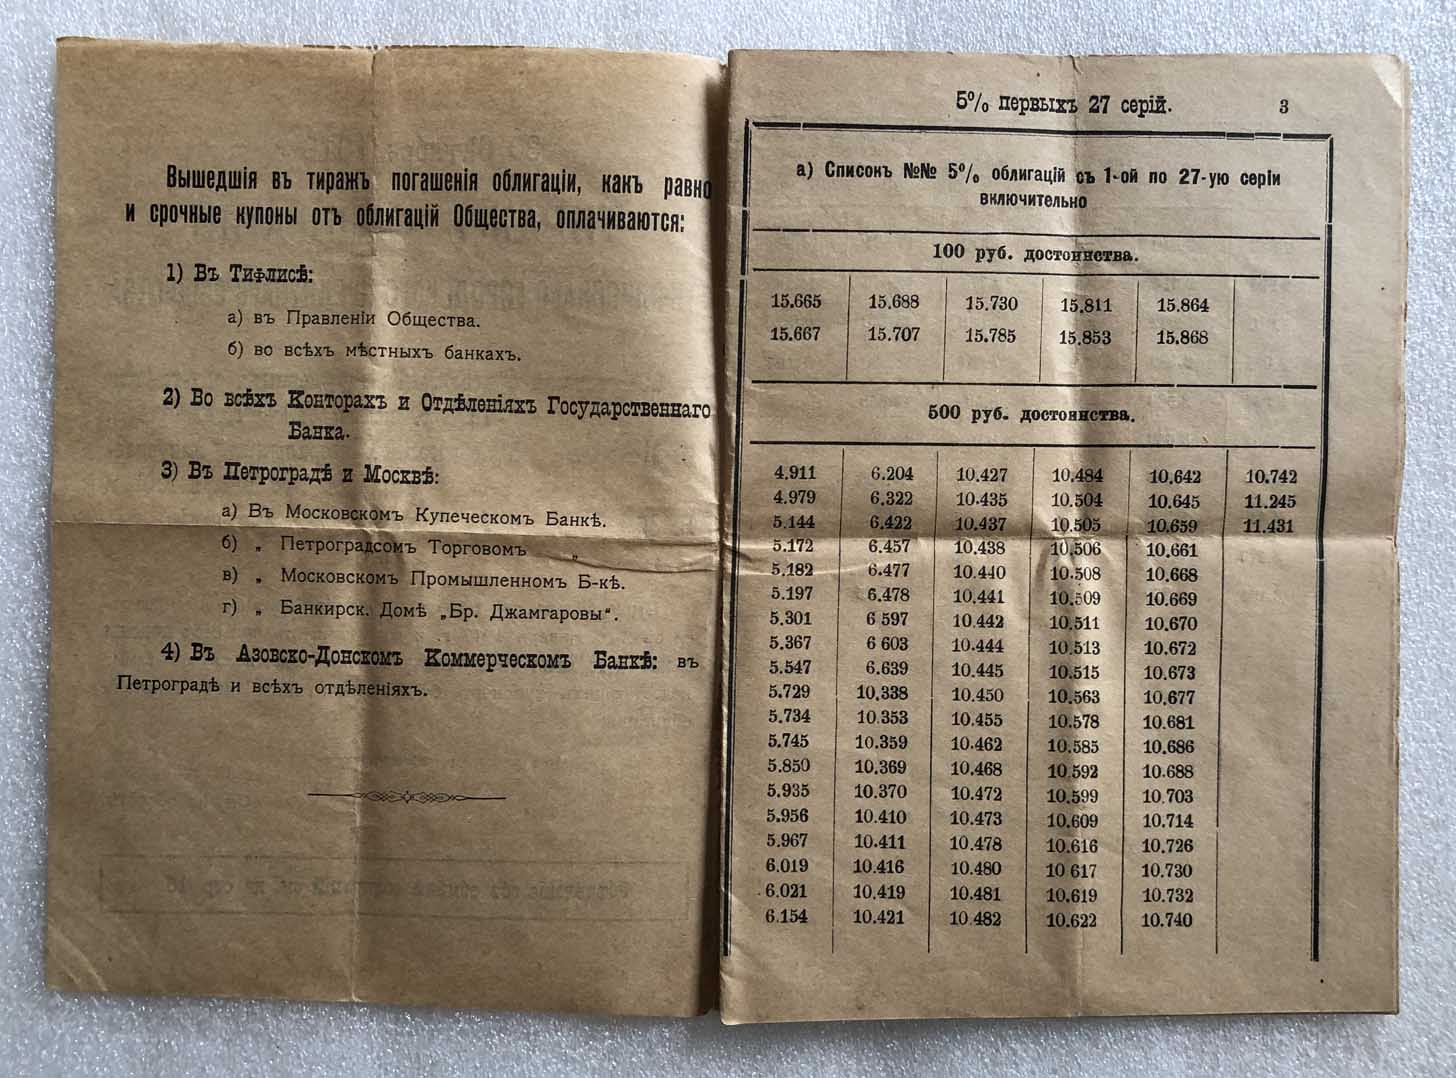 Вышедшія въ тиражъ погашенія облигаціи, какъ равно
и срочные купоны отъ облигацій Общества, оплачиваются:
1) Въ Тифлисѣ:
а) въ Правленіи Общества.
б) во всѣхъ мѣстныхъ банкахъ.
2) Во всѣхъ Конторахъ и Отдѣленіяхъ Государственнаго
Банка.
3) Въ Петроградѣ и Москвѣ:
а) Въ Московскомъ Купеческомъ Банкѣ.
б) „ Петроградсомъ Торговомъ „
в) „ Московскомъ Промышленномъ Б-кѣ.
г) „ Банкирск. Домѣ „Бр. Джамгаровы“.
4) Въ Азовско-Донскомъ Коммерческомъ Банкѣ: въ
Петроградѣ и всѣхъ отдѣленіяхъ.
5% первыхъ 27 серій. 3
а) Списокъ №№ 5% облигацій съ 1-ой по 27-ую серіи
включительно
100 руб. достоинства.
15.665 15.688 15.730 15.811 15.864
15.667 15.707 15.785 15.853 15.868
500 руб. достоинства.
4.911 6.204 10.427 10.484 10.642 10.742
4.979 6.322 10.435 10.504 10.645 11.245
5.144 6.422 10.437 10.505 10.659 11.431
5.172 6.457 10.438 10.506 10.661
5.182 6.477 10.440 10.508 10.668
5.197 6.478 10.441 10.509 10.669
5.301 6 597 10.442 10.511 10.670
5.367 6 603 10.444 10.513 10.672
5.547 6.639 10.445 10.515 10.673
5.729 10.338 10.450 10.563 10.677
5.734 10.353 10.455 10.578 10.681
5.745 10.359 10.462 10.585 10.686
5.850 10.369 10.468 10.592 10.688
5.935 10.370 10.472 10.599 10.703
5.956 10.410 10.473 10.609 10.714
5.967 10.411 10.478 10.616 10.726
6.019 10.416 10.480 10 617 10.730
6.021 10.419 10.481 10.619 10.732
6.154 10.421 10.482 10.622 10.740